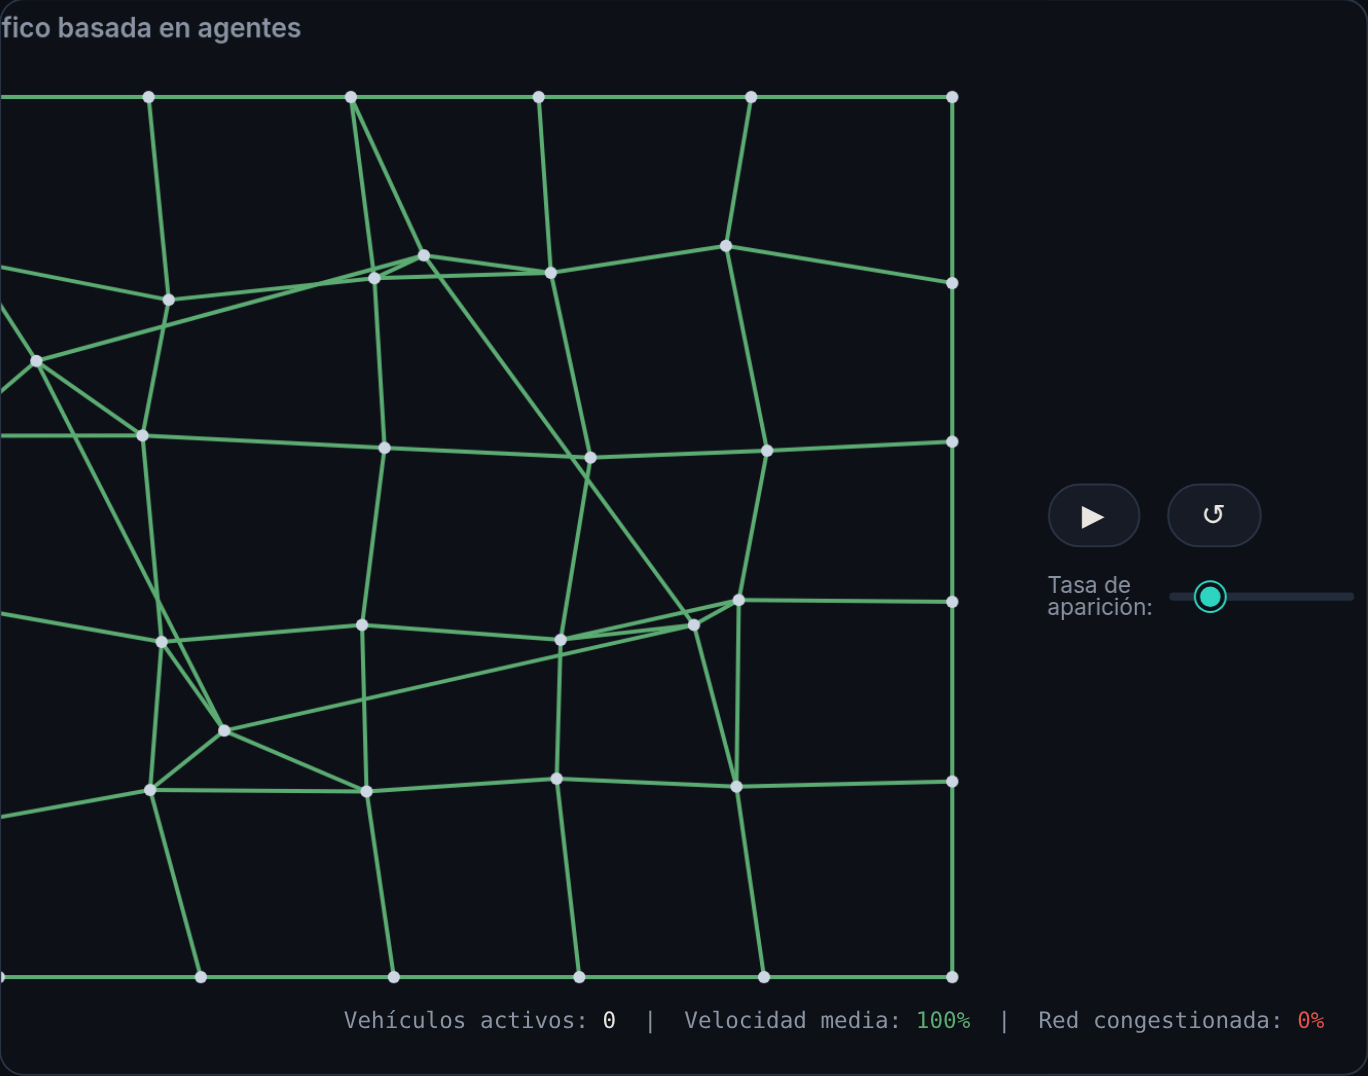 fico basada en agentes
▶ ↺
Tasa de
aparición:
Vehículos activos: 0 | Velocidad media: 100% | Red congestionada: 0%